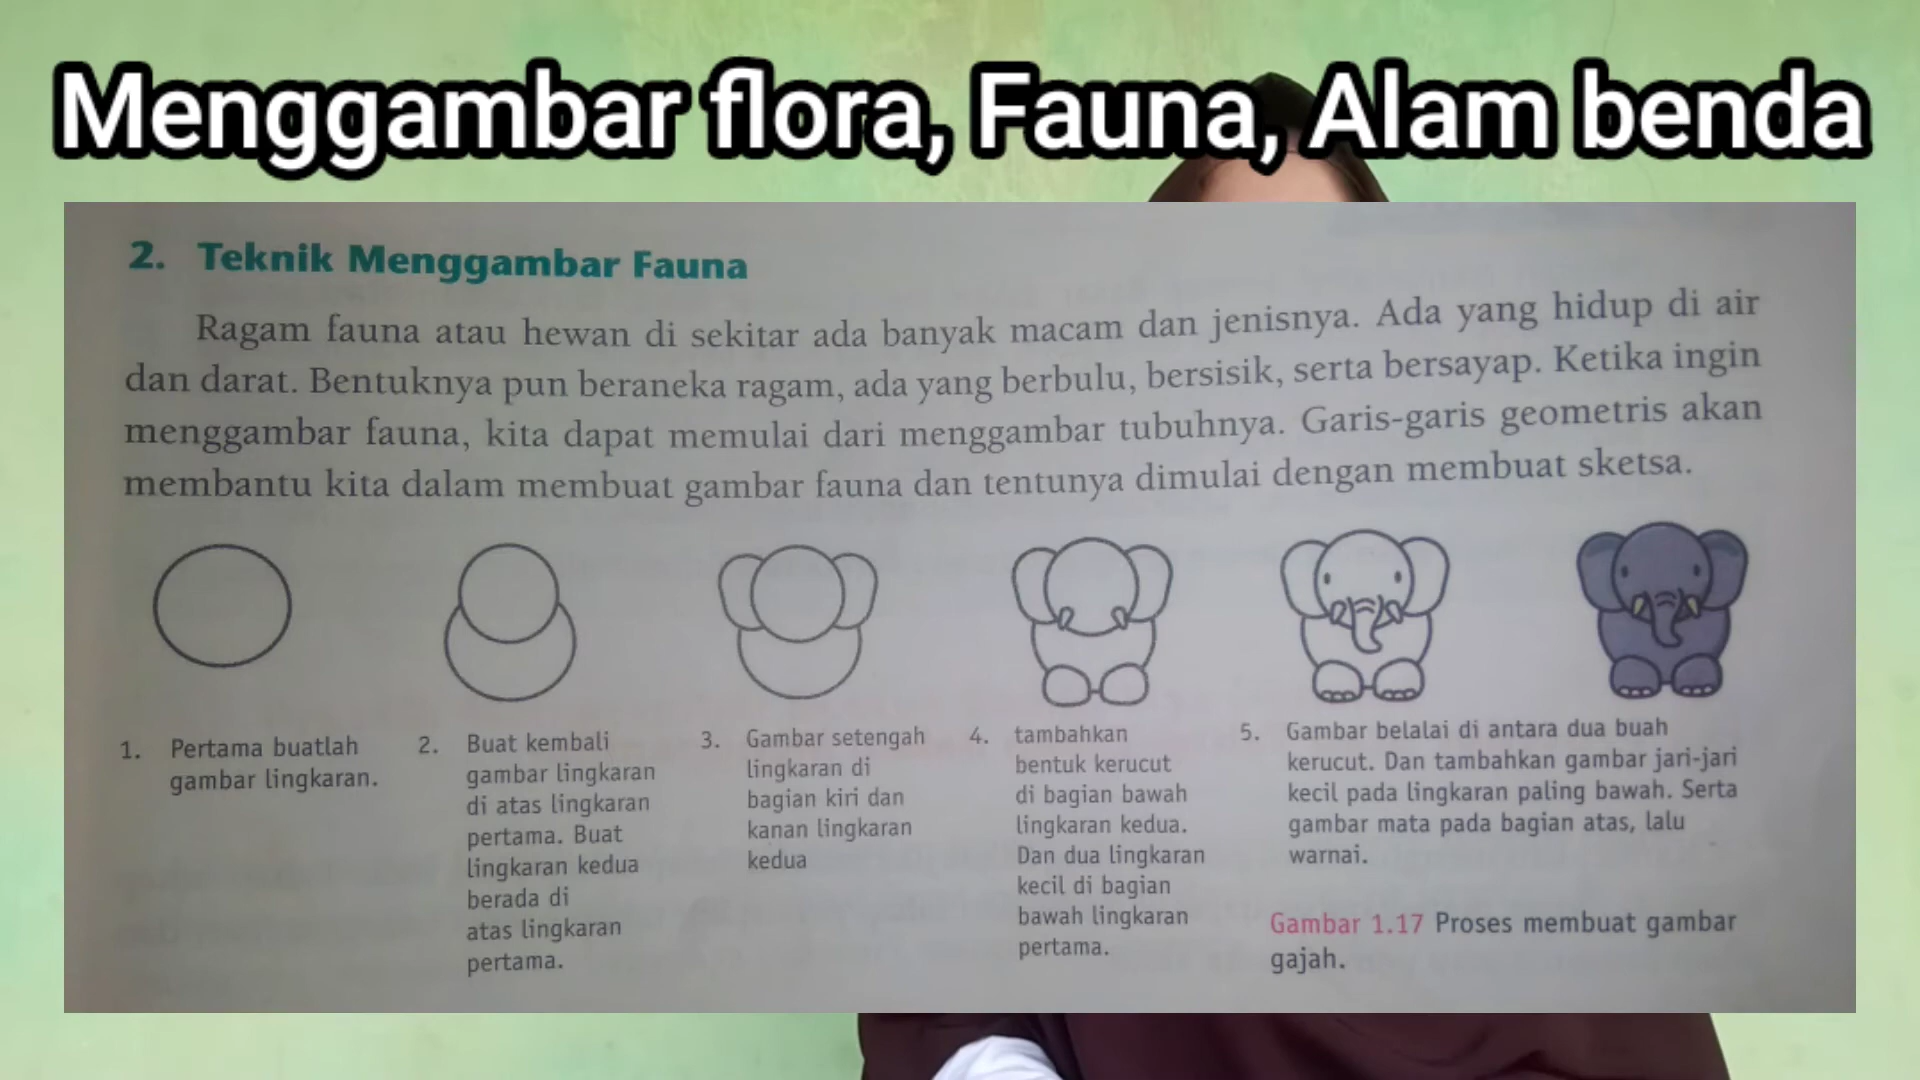 Menggambar flora, Fauna, Alam benda
2. Teknik Menggambar Fauna
Ragam fauna atau hewan di sekitar ada banyak macam dan jenisnya. Ada yang hidup di air
dan darat. Bentuknya pun beraneka ragam, ada yang berbulu, bersisik, serta bersayap. Ketika ingin
menggambar fauna, kita dapat memulai dari menggambar tubuhnya. Garis-garis geometris akan
membantu kita dalam membuat gambar fauna dan tentunya dimulai dengan membuat sketsa.
1. Pertama buatlah
gambar lingkaran.
2. Buat kembali
gambar lingkaran
di atas lingkaran
pertama. Buat
lingkaran kedua
berada di
atas lingkaran
pertama.
3. Gambar setengah
lingkaran di
bagian kiri dan
kanan lingkaran
kedua
4. tambahkan
bentuk kerucut
di bagian bawah
lingkaran kedua.
Dan dua lingkaran
kecil di bagian
bawah lingkaran
pertama.
5. Gambar belalai di antara dua buah
kerucut. Dan tambahkan gambar jari-jari
kecil pada lingkaran paling bawah. Serta
gambar mata pada bagian atas, lalu
warnai.
Gambar 1.17 Proses membuat gambar
gajah.